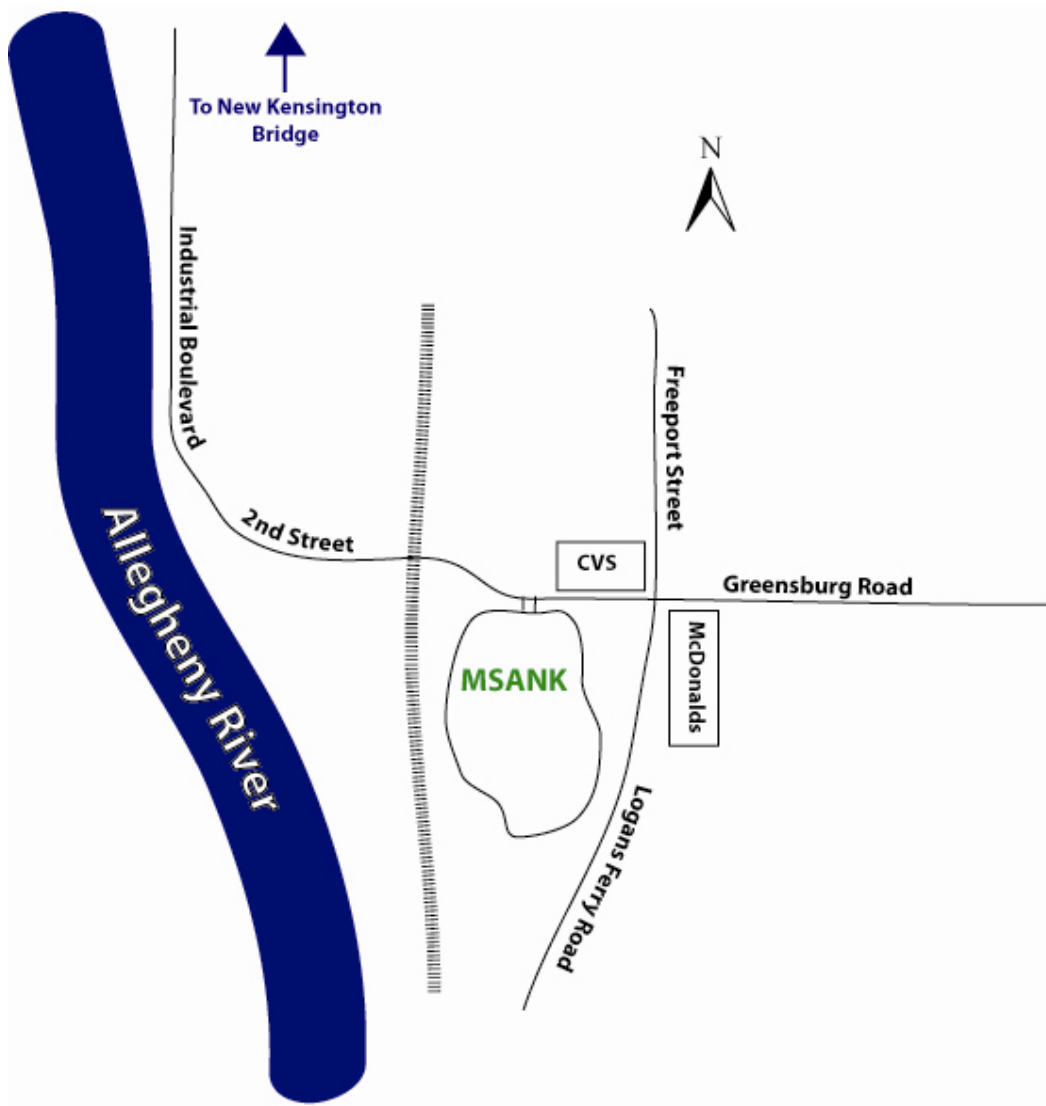 To New Kensington
Bridge
N
Industrial Boulevard
Freeport Street
2nd Street
CVS
Greensburg Road
Allegheny River
MSANK
McDonalds
Logans Ferry Road